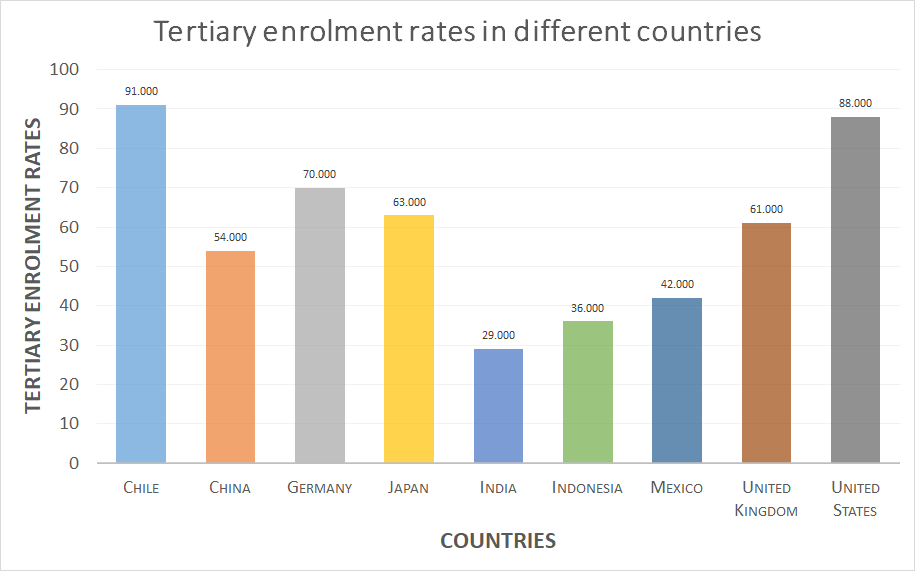 Tertiary enrolment rates in different countries
TERTIARY ENROLMENT RATES
100
90
80
70
60
50
40
30
20
10
0
91.000
54.000
70.000
63.000
29.000
36.000
42.000
61.000
88.000
CHILE
CHINA
GERMANY
JAPAN
INDIA
INDONESIA
MEXICO
UNITED
KINGDOM
UNITED
STATES
COUNTRIES